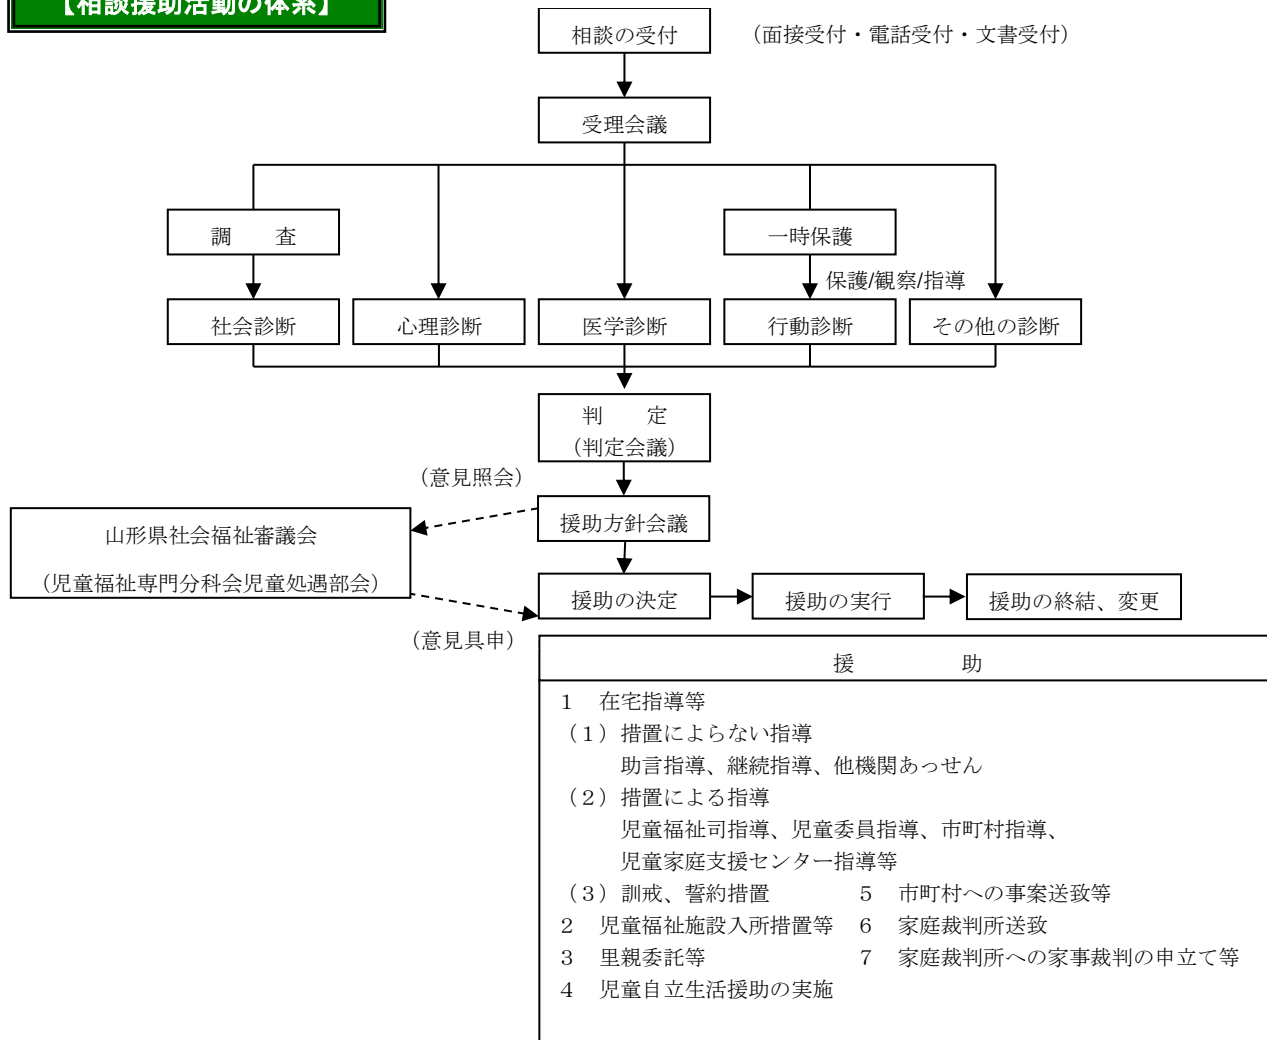 【相談援助活動の体系】
相談の受付 （面接受付・電話受付・文書受付）
受理会議
調　　査 一時保護
保護/観察/指導
社会診断 心理診断 医学診断 行動診断 その他の診断
判　　定
（判定会議）
（意見照会）
援助方針会議
山形県社会福祉審議会
（児童福祉専門分科会児童処遇部会）
援助の決定 援助の実行 援助の終結、変更
（意見具申）
援　　　　　助
１　在宅指導等
（１）措置によらない指導
助言指導、継続指導、他機関あっせん
（２）措置による指導
児童福祉司指導、児童委員指導、市町村指導、
児童家庭支援センター指導等
（３）訓戒、誓約措置　　　　５　市町村への事案送致等
２　児童福祉施設入所措置等　６　家庭裁判所送致
３　里親委託等　　　　　　　７　家庭裁判所への家事裁判の申立て等
４　児童自立生活援助の実施